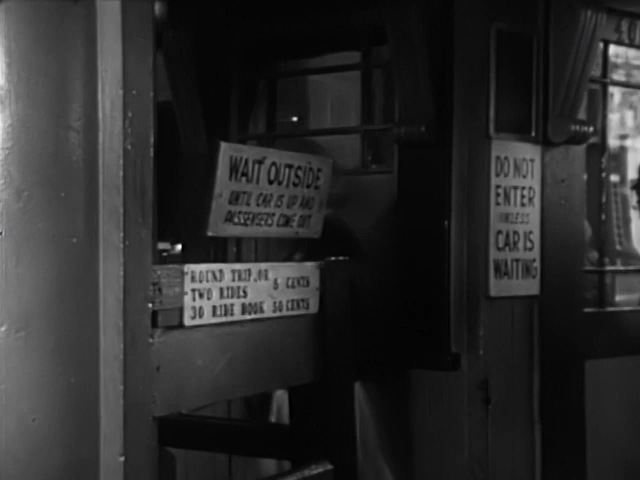 WAIT OUTSIDE
UNTIL CAR IS UP AND
PASSENGERS COME OUT.
ROUND TRIP, OR
TWO RIDES 5 CENTS
30 RIDE BOOK 50 CENTS
DO NOT
ENTER
UNLESS
CAR IS
WAITING